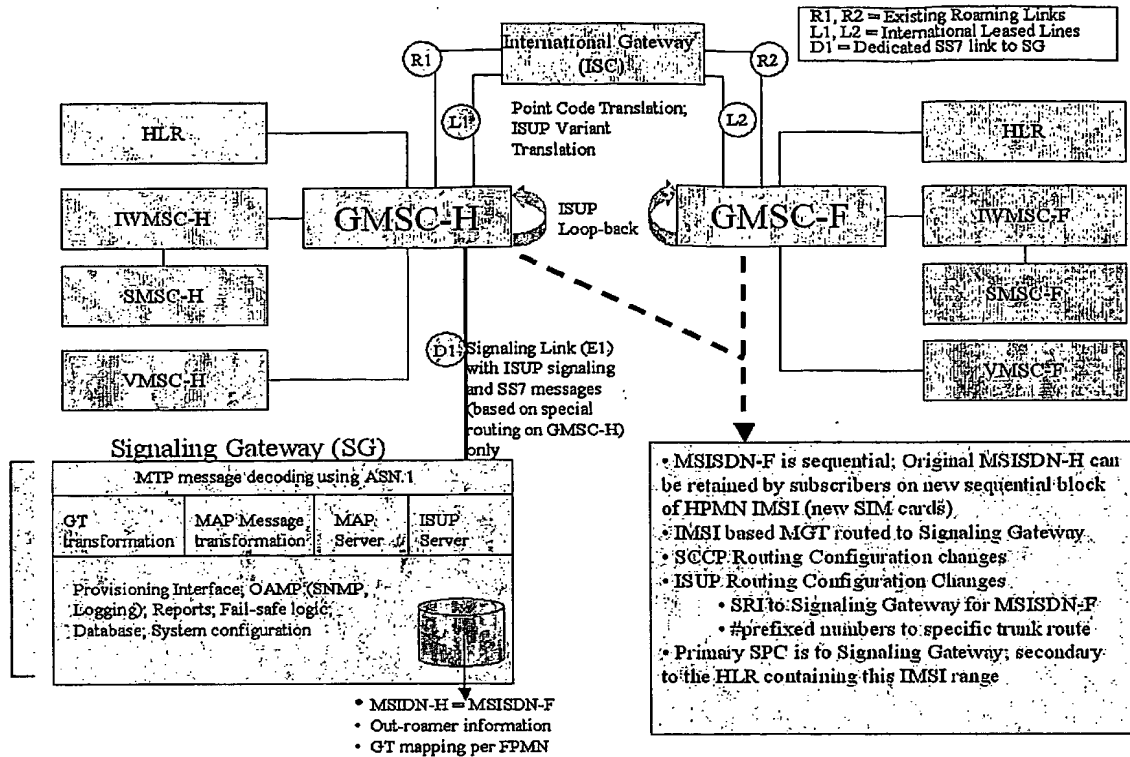 R1, R2 = Existing Roaming Links
L1, L2 = International Leased Lines
D1 = Dedicated SS7 link to SG
International Gateway
(ISC)
R1
R2
L1
L2
Point Code Translation;
ISUP Variant
Translation
HLR
HLR
IWMSC-H
GMSC-H
ISUP
Loop-back
GMSC-F
IWMSC-F
SMSC-H
SMSC-F
VMSC-H
VMSC-F
D1
Signaling Link (E1)
with ISUP signaling
and SS7 messages
(based on special
routing on GMSC-H)
only
Signaling Gateway (SG)
MTP message decoding using ASN.1
GT
transformation
MAP Message
transformation
MAP
Server
ISUP
Server
Provisioning Interface; OAMP (SNMP,
Logging); Reports; Fail-safe logic;
Database; System configuration
• MSIDN-H = MSISDN-F
• Out-roamer information
• GT mapping per FPMN
• MSISDN-F is sequential; Original MSISDN-H can
be retained by subscribers on new sequential block
of HPMN IMSI (new SIM cards)
• IMSI based MGT routed to Signaling Gateway
• SCCP Routing Configuration changes
• ISUP Routing Configuration Changes
• SRI to Signaling Gateway for MSISDN-F
• #prefixed numbers to specific trunk route
• Primary SPC is to Signaling Gateway; secondary
to the HLR containing this IMSI range